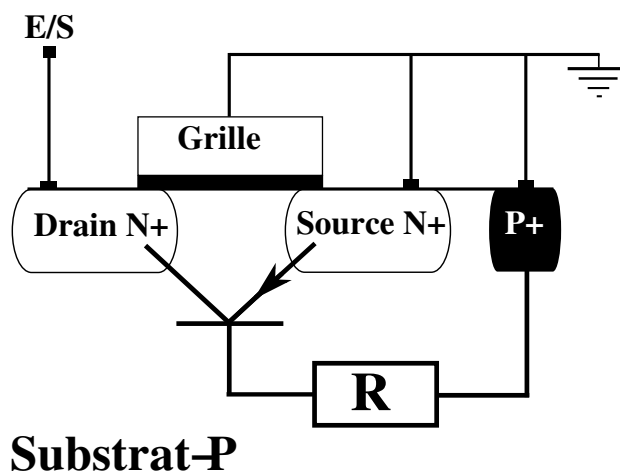 E/S
Grille
Drain N+
Source N+
P+
R
Substrat-P